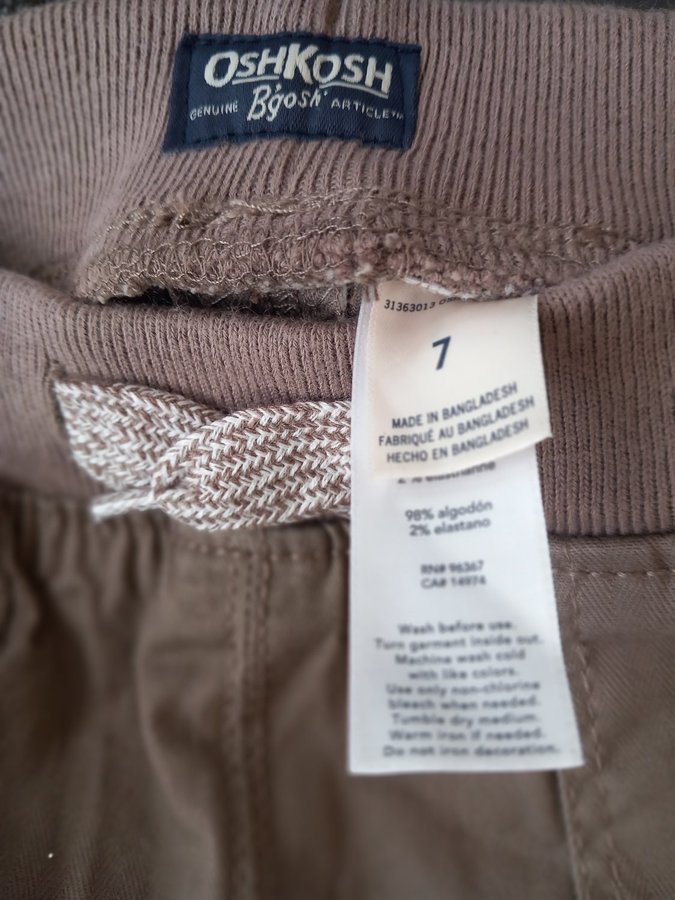 OSHKOSH
GENUINE B'gosh ARTICLE™
31363013
7
MADE IN BANGLADESH
FABRIQUÉ AU BANGLADESH
HECHO EN BANGLADESH
98% algodón
2% elastano
RN# 96367
CA# 14974
Wash before use.
Turn garment inside out.
Machine wash cold
with like colors.
Use only non-chlorine
bleach when needed.
Tumble dry medium.
Warm iron if needed.
Do not iron decoration.